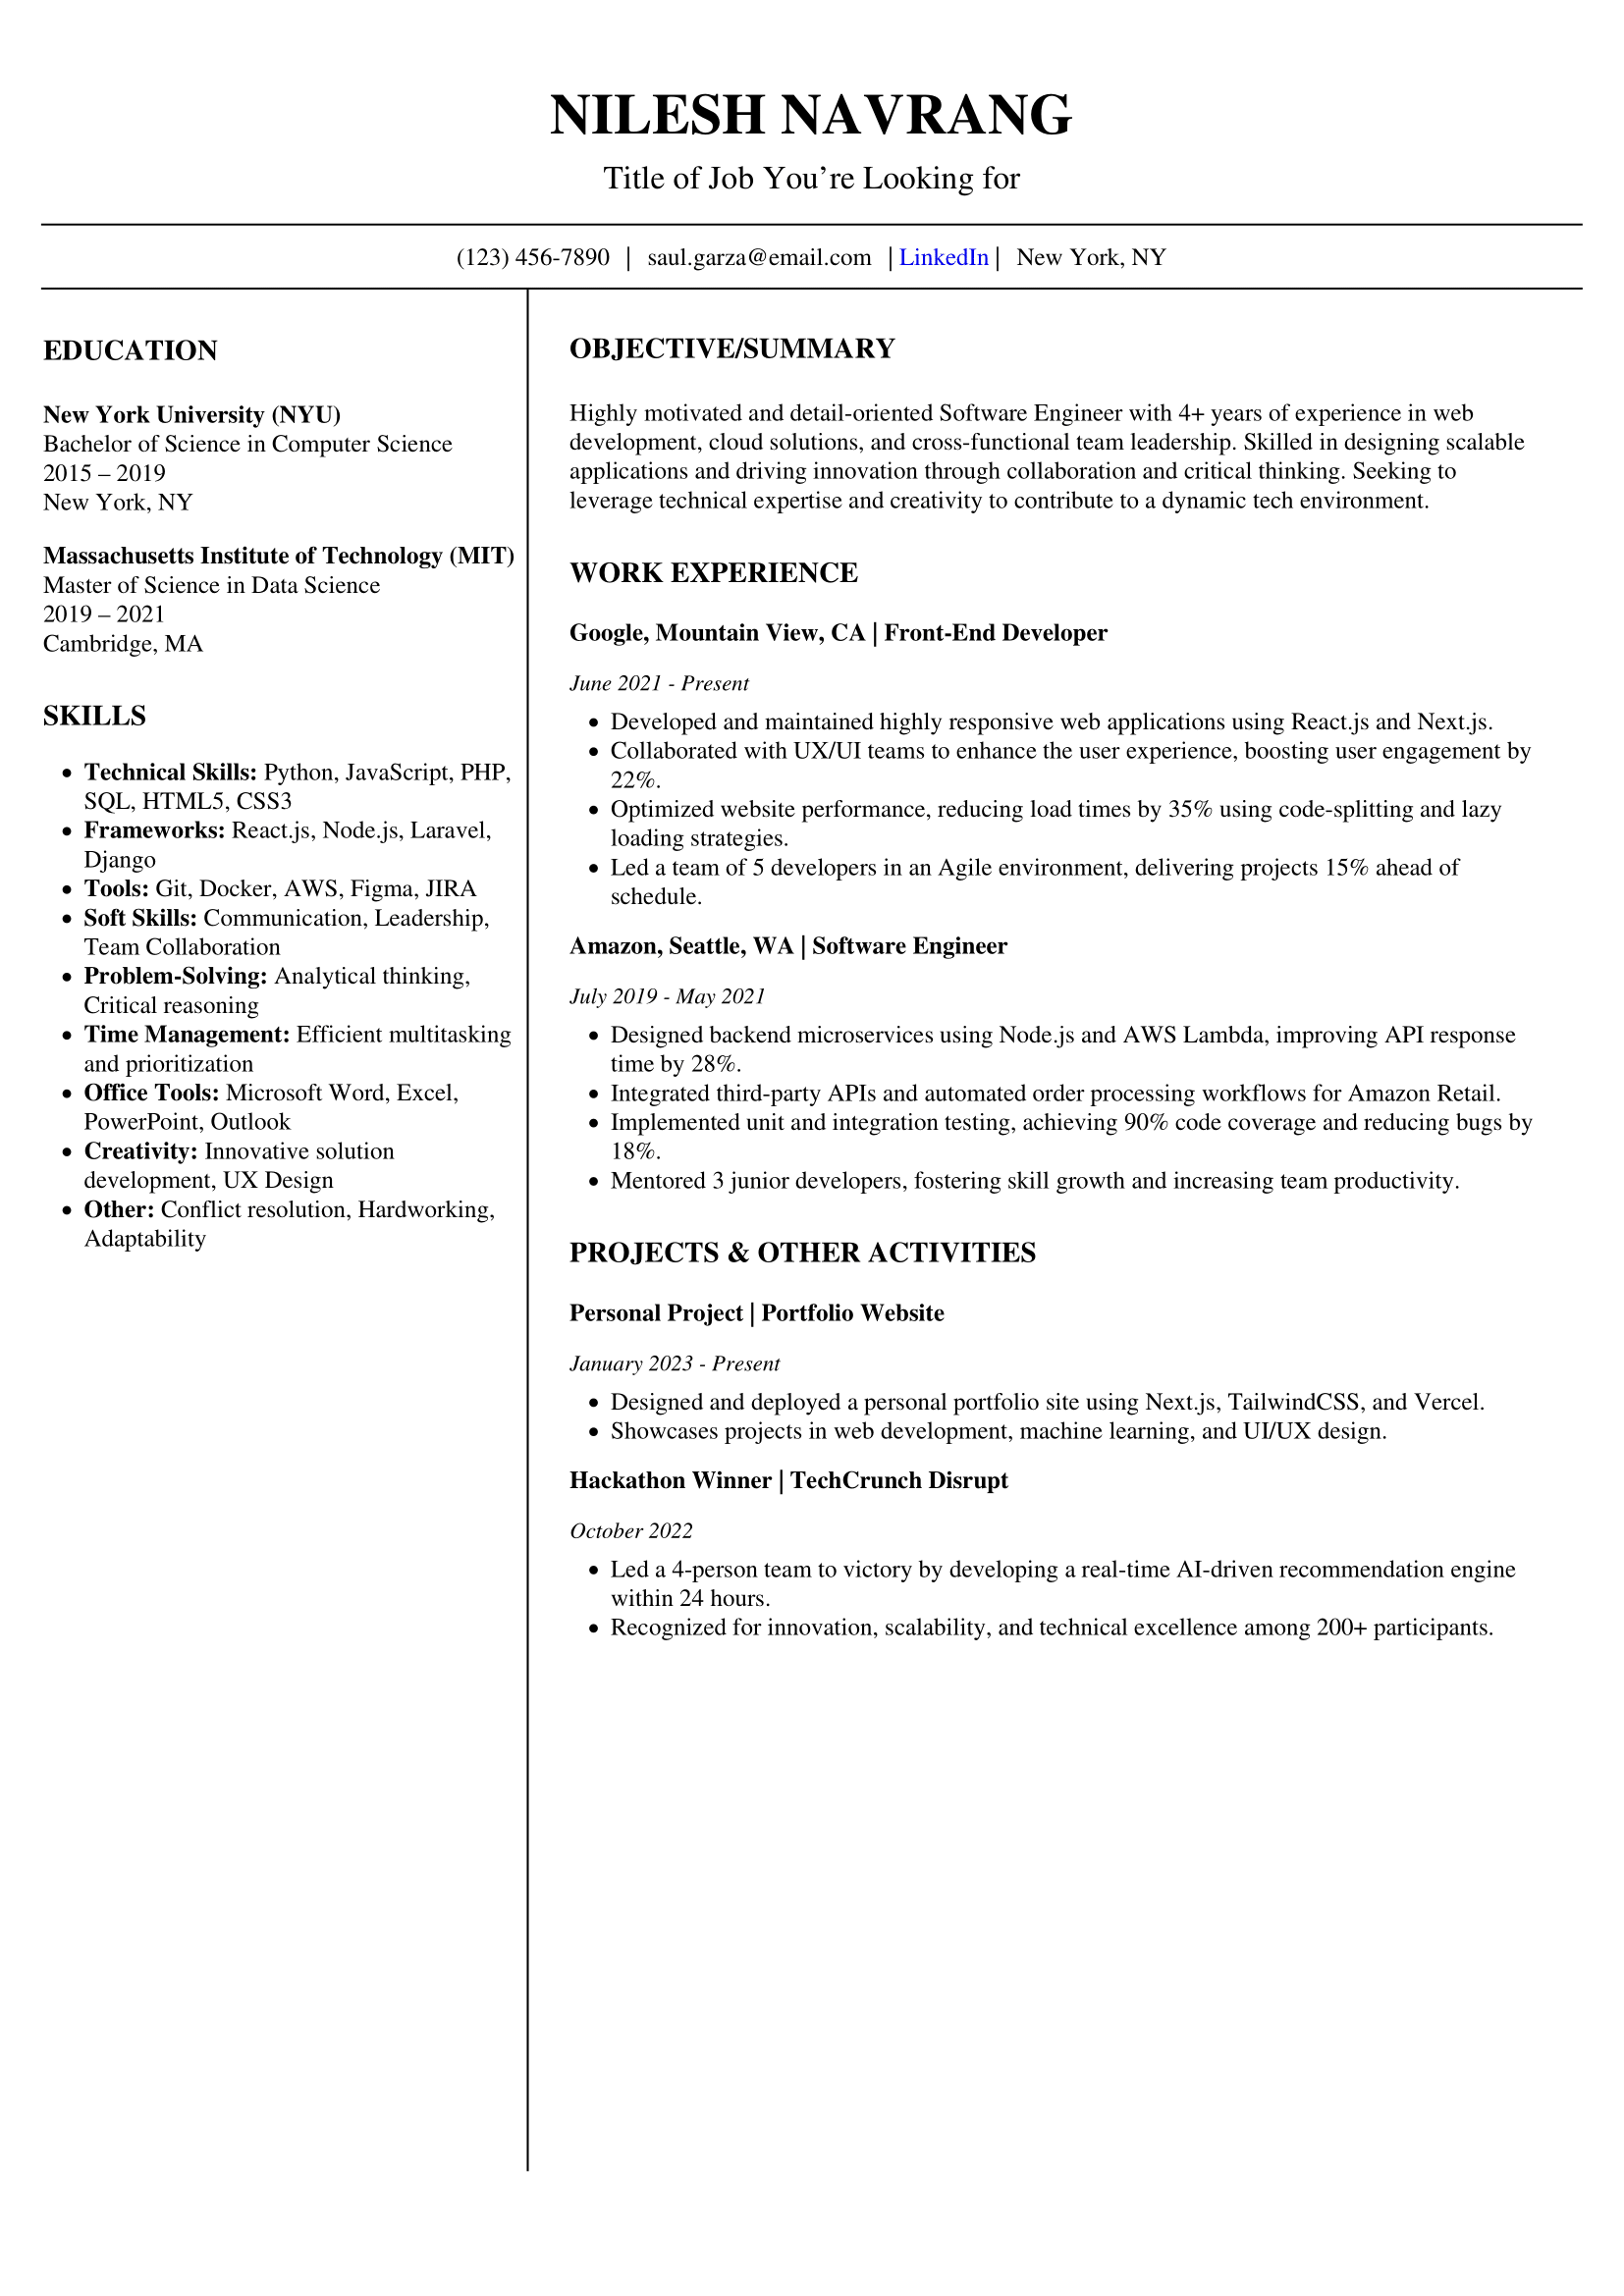 NILESH NAVRANG
Title of Job You're Looking for
(123) 456-7890 | saul.garza@email.com | LinkedIn | New York, NY
EDUCATION
New York University (NYU)
Bachelor of Science in Computer Science
2015 – 2019
New York, NY
Massachusetts Institute of Technology (MIT)
Master of Science in Data Science
2019 – 2021
Cambridge, MA
SKILLS
• Technical Skills: Python, JavaScript, PHP,
SQL, HTML5, CSS3
• Frameworks: React.js, Node.js, Laravel,
Django
• Tools: Git, Docker, AWS, Figma, JIRA
• Soft Skills: Communication, Leadership,
Team Collaboration
• Problem-Solving: Analytical thinking,
Critical reasoning
• Time Management: Efficient multitasking
and prioritization
• Office Tools: Microsoft Word, Excel,
PowerPoint, Outlook
• Creativity: Innovative solution
development, UX Design
• Other: Conflict resolution, Hardworking,
Adaptability
OBJECTIVE/SUMMARY
Highly motivated and detail-oriented Software Engineer with 4+ years of experience in web
development, cloud solutions, and cross-functional team leadership. Skilled in designing scalable
applications and driving innovation through collaboration and critical thinking. Seeking to
leverage technical expertise and creativity to contribute to a dynamic tech environment.
WORK EXPERIENCE
Google, Mountain View, CA | Front-End Developer
June 2021 - Present
• Developed and maintained highly responsive web applications using React.js and Next.js.
• Collaborated with UX/UI teams to enhance the user experience, boosting user engagement by
22%.
• Optimized website performance, reducing load times by 35% using code-splitting and lazy
loading strategies.
• Led a team of 5 developers in an Agile environment, delivering projects 15% ahead of
schedule.
Amazon, Seattle, WA | Software Engineer
July 2019 - May 2021
• Designed backend microservices using Node.js and AWS Lambda, improving API response
time by 28%.
• Integrated third-party APIs and automated order processing workflows for Amazon Retail.
• Implemented unit and integration testing, achieving 90% code coverage and reducing bugs by
18%.
• Mentored 3 junior developers, fostering skill growth and increasing team productivity.
PROJECTS & OTHER ACTIVITIES
Personal Project | Portfolio Website
January 2023 - Present
• Designed and deployed a personal portfolio site using Next.js, TailwindCSS, and Vercel.
• Showcases projects in web development, machine learning, and UI/UX design.
Hackathon Winner | TechCrunch Disrupt
October 2022
• Led a 4-person team to victory by developing a real-time AI-driven recommendation engine
within 24 hours.
• Recognized for innovation, scalability, and technical excellence among 200+ participants.